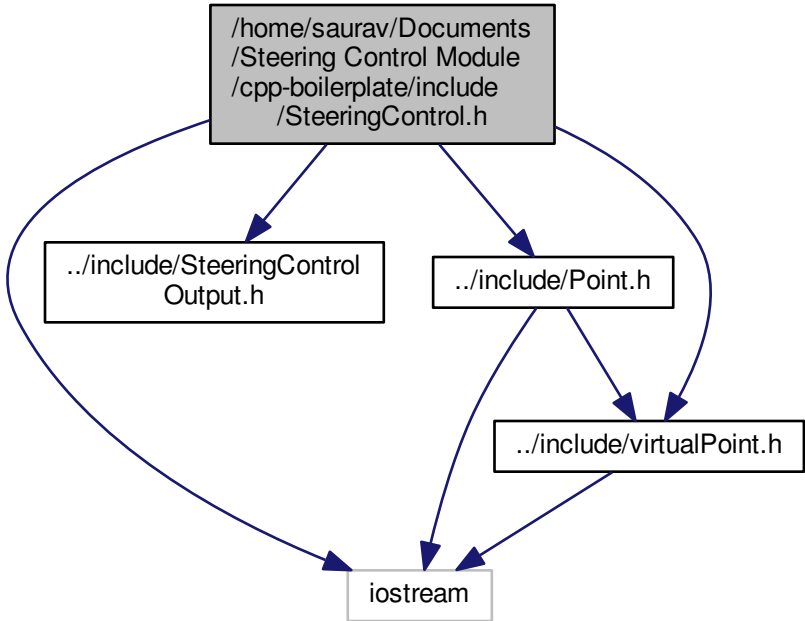 /home/saurav/Documents
/Steering Control Module
/cpp-boilerplate/include
/SteeringControl.h
../include/SteeringControl
Output.h
../include/Point.h
../include/virtualPoint.h
iostream